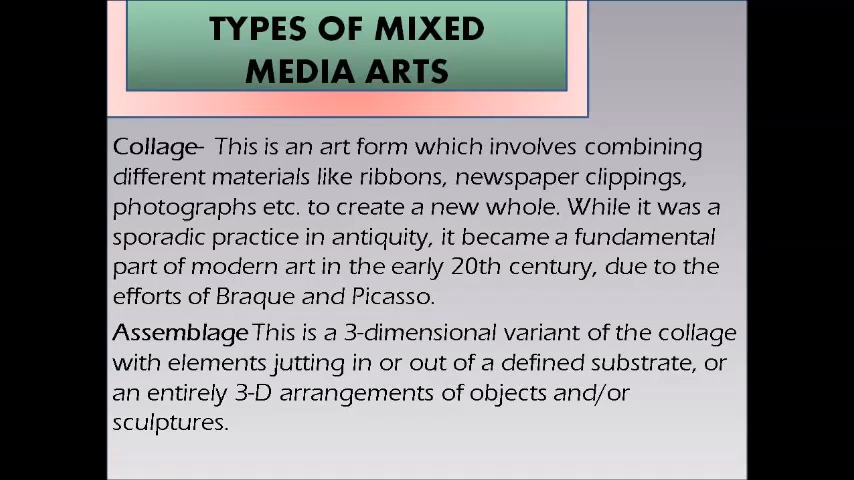 TYPES OF MIXED
MEDIA ARTS
Collage- This is an art form which involves combining
different materials like ribbons, newspaper clippings,
photographs etc. to create a new whole. While it was a
sporadic practice in antiquity, it became a fundamental
part of modern art in the early 20th century, due to the
efforts of Braque and Picasso.
Assemblage This is a 3-dimensional variant of the collage
with elements jutting in or out of a defined substrate, or
an entirely 3-D arrangements of objects and/or
sculptures.